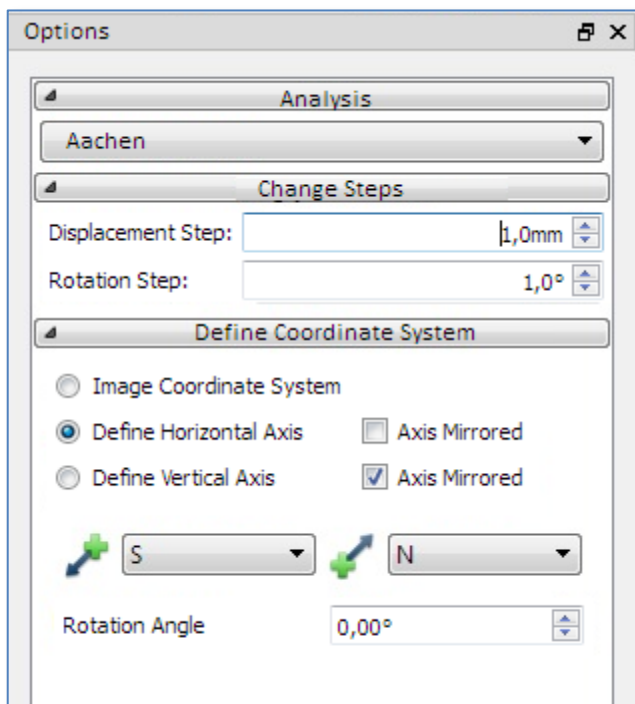 Options
Analysis
Aachen
Change Steps
Displacement Step: 1,0mm
Rotation Step: 1,0°
Define Coordinate System
Image Coordinate System
Define Horizontal Axis Axis Mirrored
Define Vertical Axis Axis Mirrored
S N
Rotation Angle 0,00°